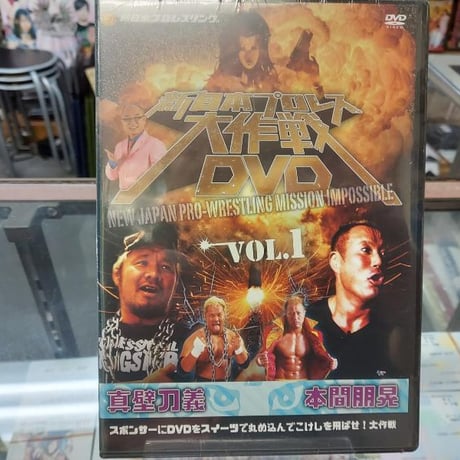 新日本プロレスリング
DVD
VIDEO
新日本プロレス
大作戦
DVD
NEW JAPAN PRO-WRESTLING MISSION IMPOSSIBLE
VOL.1
真壁刀義
本間朋晃
スポンサーにDVDをスイーツで丸め込んでこけしを飛ばせ!大作戦